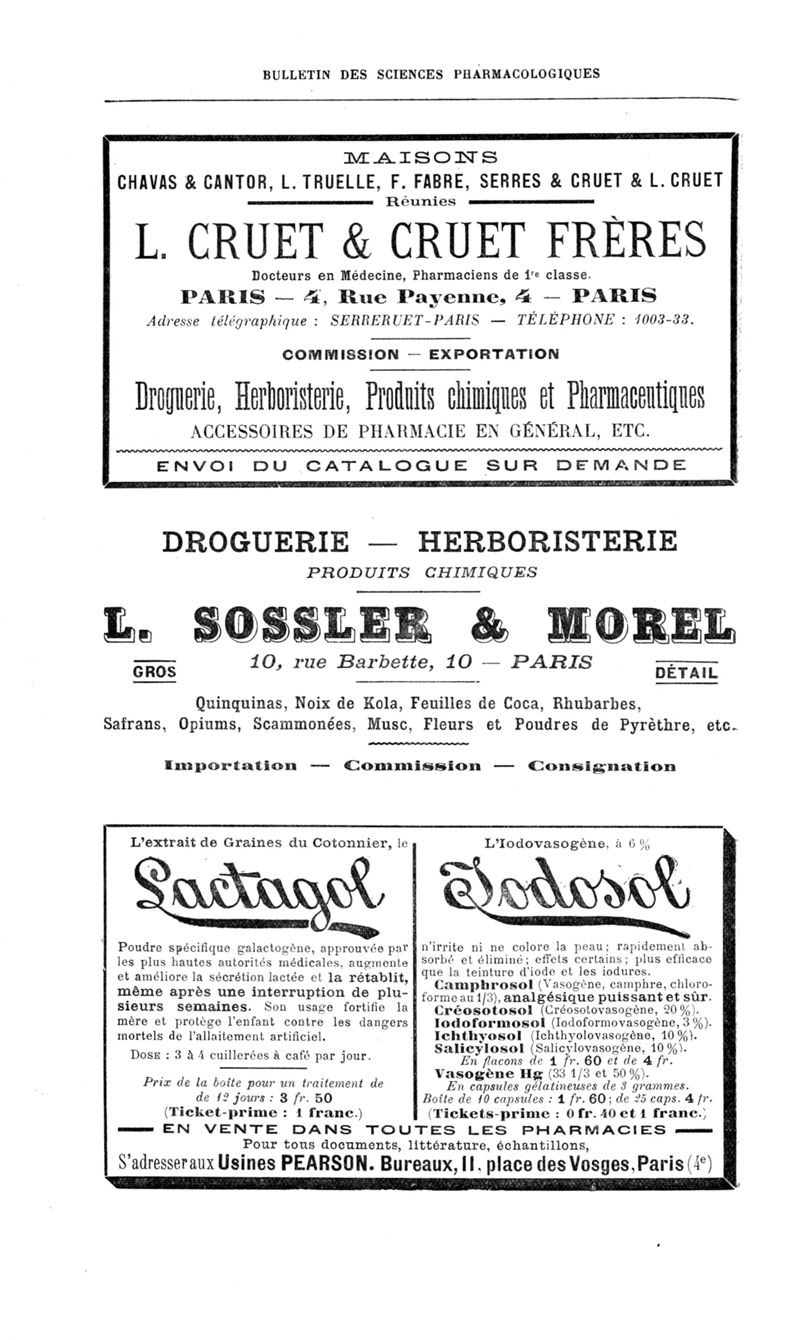 BULLETIN DES SCIENCES PHARMACOLOGIQUES
MAISONS
CHAVAS & CANTOR, L. TRUELLE, F. FABRE, SERRES & CRUET & L. CRUET
Réunies
L. CRUET & CRUET FRÈRES
Docteurs en Médecine, Pharmaciens de 1re classe.
PARIS — 4, Rue Payenne, 4 — PARIS
Adresse télégraphique : SERRERUET-PARIS — TÉLÉPHONE : 1003-33.
COMMISSION — EXPORTATION
Droguerie, Herboristerie, Produits chimiques et Pharmaceutiques
ACCESSOIRES DE PHARMACIE EN GÉNÉRAL, ETC.
ENVOI DU CATALOGUE SUR DEMANDE
DROGUERIE — HERBORISTERIE
PRODUITS CHIMIQUES
L. SOSSLER & MOREL
10, rue Barbette, 10 — PARIS
GROS
DÉTAIL
Quinquinas, Noix de Kola, Feuilles de Coca, Rhubarbes,
Safrans, Opiums, Scammonées, Musc, Fleurs et Poudres de Pyrèthre, etc.
Importation — Commission — Consignation
L'extrait de Graines du Cotonnier, le
Lactagol
Poudre spécifique galactogène, approuvée par
les plus hautes autorités médicales, augmente
et améliore la sécrétion lactée et la rétablit,
même après une interruption de plu-
sieurs semaines. Son usage fortifie la
mère et protège l'enfant contre les dangers
mortels de l'allaitement artificiel.
DOSE : 3 à 4 cuillerées à café par jour.
Prix de la boîte pour un traitement de
de 12 jours : 3 fr. 50
(Ticket-prime : 1 franc.)
L'Iodovasogène, à 6 %
Iodosol
n'irrite ni ne colore la peau ; rapidement ab-
sorbé et éliminé ; effets certains ; plus efficace
que la teinture d'iode et les iodures.
Camphrosol (Vasogène, camphre, chloro-
forme au 1/3), analgésique puissant et sûr.
Créosotosol (Créosotovasogène, 20 %).
Iodoformosol (Iodoformovasogène, 3 %).
Ichthyosol (Ichthyolovasogène, 10 %).
Salicylosol (Salicylovasogène, 10 %).
En flacons de 1 fr. 60 et de 4 fr.
Vasogène Hg (33 1/3 et 50 %).
En capsules gélatineuses de 3 grammes.
Boîte de 10 capsules : 1 fr. 60 ; de 25 caps. 4 fr.
(Tickets-prime : 0 fr. 40 et 1 franc.)
EN VENTE DANS TOUTES LES PHARMACIES
Pour tous documents, littérature, échantillons,
S'adresser aux Usines PEARSON. Bureaux, 11, place des Vosges, Paris (4e)